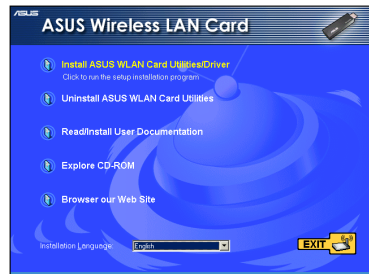 ASUS
ASUS Wireless LAN Card
Install ASUS WLAN Card Utilities/Driver
Click to run the setup installation program
Uninstall ASUS WLAN Card Utilities
Read/Install User Documentation
Explore CD-ROM
Browser our Web Site
Installation Language: English
EXIT